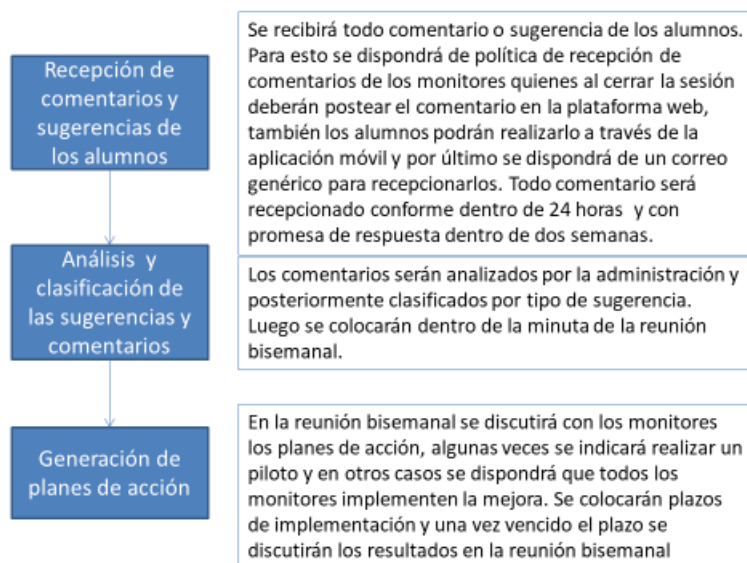 Recepción de
comentarios y
sugerencias de
los alumnos
Se recibirá todo comentario o sugerencia de los alumnos.
Para esto se dispondrá de política de recepción de
comentarios de los monitores quienes al cerrar la sesión
deberán postear el comentario en la plataforma web,
también los alumnos podrán realizarlo a través de la
aplicación móvil y por último se dispondrá de un correo
genérico para recepcionarlos. Todo comentario será
recepcionado conforme dentro de 24 horas y con
promesa de respuesta dentro de dos semanas.
Análisis y
clasificación de
las sugerencias y
comentarios
Los comentarios serán analizados por la administración y
posteriormente clasificados por tipo de sugerencia.
Luego se colocarán dentro de la minuta de la reunión
bisemanal.
Generación de
planes de acción
En la reunión bisemanal se discutirá con los monitores
los planes de acción, algunas veces se indicará realizar un
piloto y en otros casos se dispondrá que todos los
monitores implementen la mejora. Se colocarán plazos
de implementación y una vez vencido el plazo se
discutirán los resultados en la reunión bisemanal